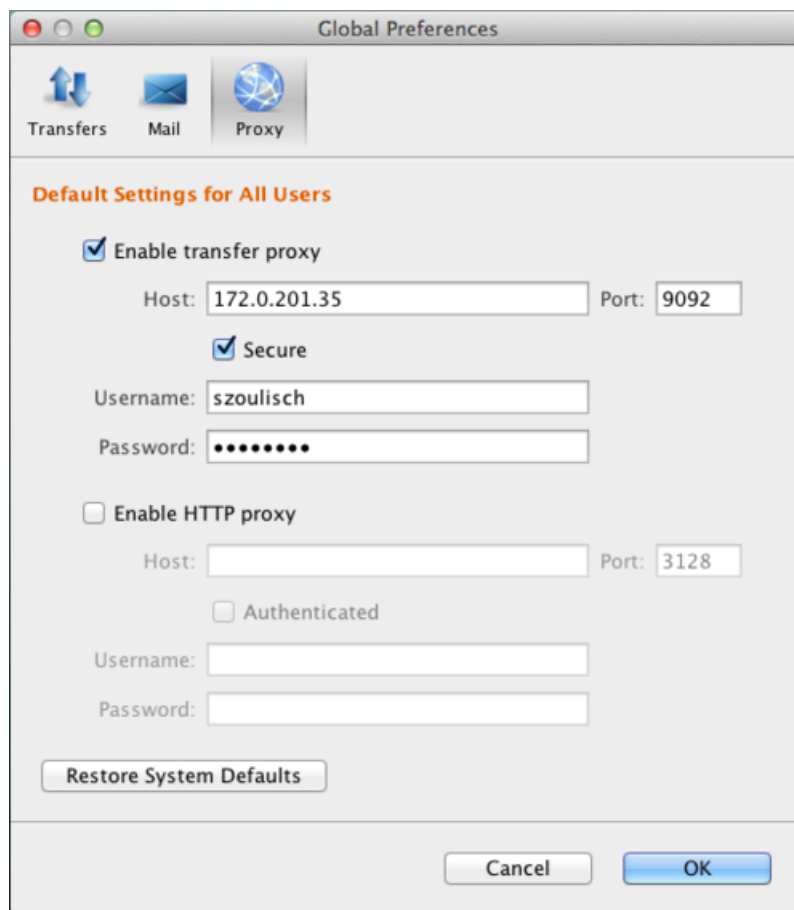 Global Preferences
Transfers Mail Proxy
Default Settings for All Users
Enable transfer proxy
Host: 172.0.201.35 Port: 9092
Secure
Username: szoulisch
Password: ••••••••
Enable HTTP proxy
Host: Port: 3128
Authenticated
Username:
Password:
Restore System Defaults
Cancel OK